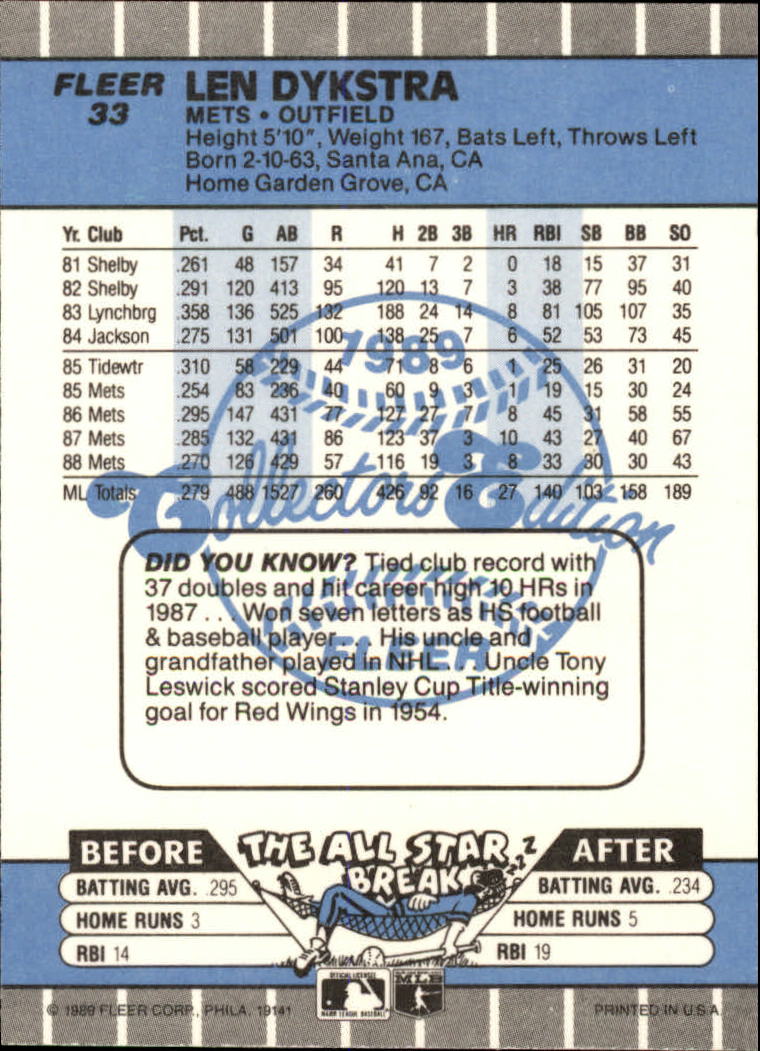 FLEER LEN DYKSTRA
33 METS • OUTFIELD
Height 5'10", Weight 167, Bats Left, Throws Left
Born 2-10-63, Santa Ana, CA
Home Garden Grove, CA
Yr. Club Pct. G AB R H 2B 3B HR RBI SB BB SO
81 Shelby .261 48 157 34 41 7 2 0 18 15 37 31
82 Shelby .291 120 413 95 120 13 7 3 38 77 95 40
83 Lynchbrg .358 136 525 132 188 24 14 8 81 105 107 35
84 Jackson .275 131 501 100 138 25 7 6 52 53 73 45
85 Tidewtr .310 58 229 44 71 8 6 1 25 26 31 20
85 Mets .254 83 236 40 60 9 3 1 19 15 30 24
86 Mets .295 147 431 77 127 27 7 8 45 31 58 55
87 Mets .285 132 431 86 123 37 3 10 43 27 40 67
88 Mets .270 126 429 57 116 19 3 8 33 30 30 43
ML Totals .279 488 1527 260 426 92 16 27 140 103 158 189
1989
Collectors Edition
FLEER
DID YOU KNOW? Tied club record with
37 doubles and hit career high 10 HRs in
1987 . . . Won seven letters as HS football
& baseball player . . . His uncle and
grandfather played in NHL . . . Uncle Tony
Leswick scored Stanley Cup Title-winning
goal for Red Wings in 1954.
BEFORE THE ALL STAR BREAK ZZZZ AFTER
BATTING AVG. .295 BATTING AVG. .234
HOME RUNS 3 HOME RUNS 5
RBI 14 RBI 19
OFFICIAL LICENSEE
MAJOR LEAGUE BASEBALL
MLB
© 1989 FLEER CORP., PHILA. 19141 PRINTED IN U.S.A.